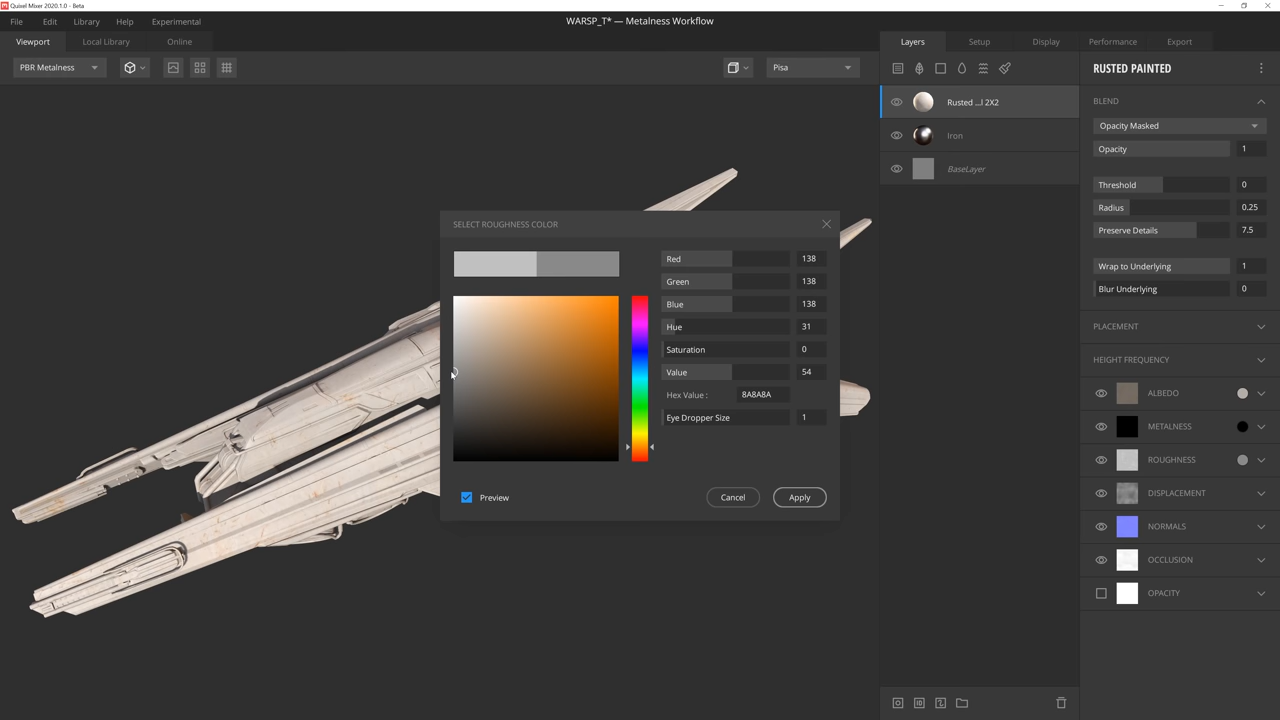 Quixel Mixer 2020.1.0 - Beta
File Edit Library Help Experimental
WARSP_T* — Metalness Workflow
Viewport Local Library Online
Layers Setup Display Performance Export
PBR Metalness
Pisa
RUSTED PAINTED
Rusted ...l 2X2
Iron
BaseLayer
BLEND
Opacity Masked
Opacity 1
Threshold 0
Radius 0.25
Preserve Details 7.5
Wrap to Underlying 1
Blur Underlying 0
PLACEMENT
HEIGHT FREQUENCY
ALBEDO
METALNESS
ROUGHNESS
DISPLACEMENT
NORMALS
OCCLUSION
OPACITY
SELECT ROUGHNESS COLOR
Red 138
Green 138
Blue 138
Hue 31
Saturation 0
Value 54
Hex Value : 8A8A8A
Eye Dropper Size 1
Preview
Cancel Apply